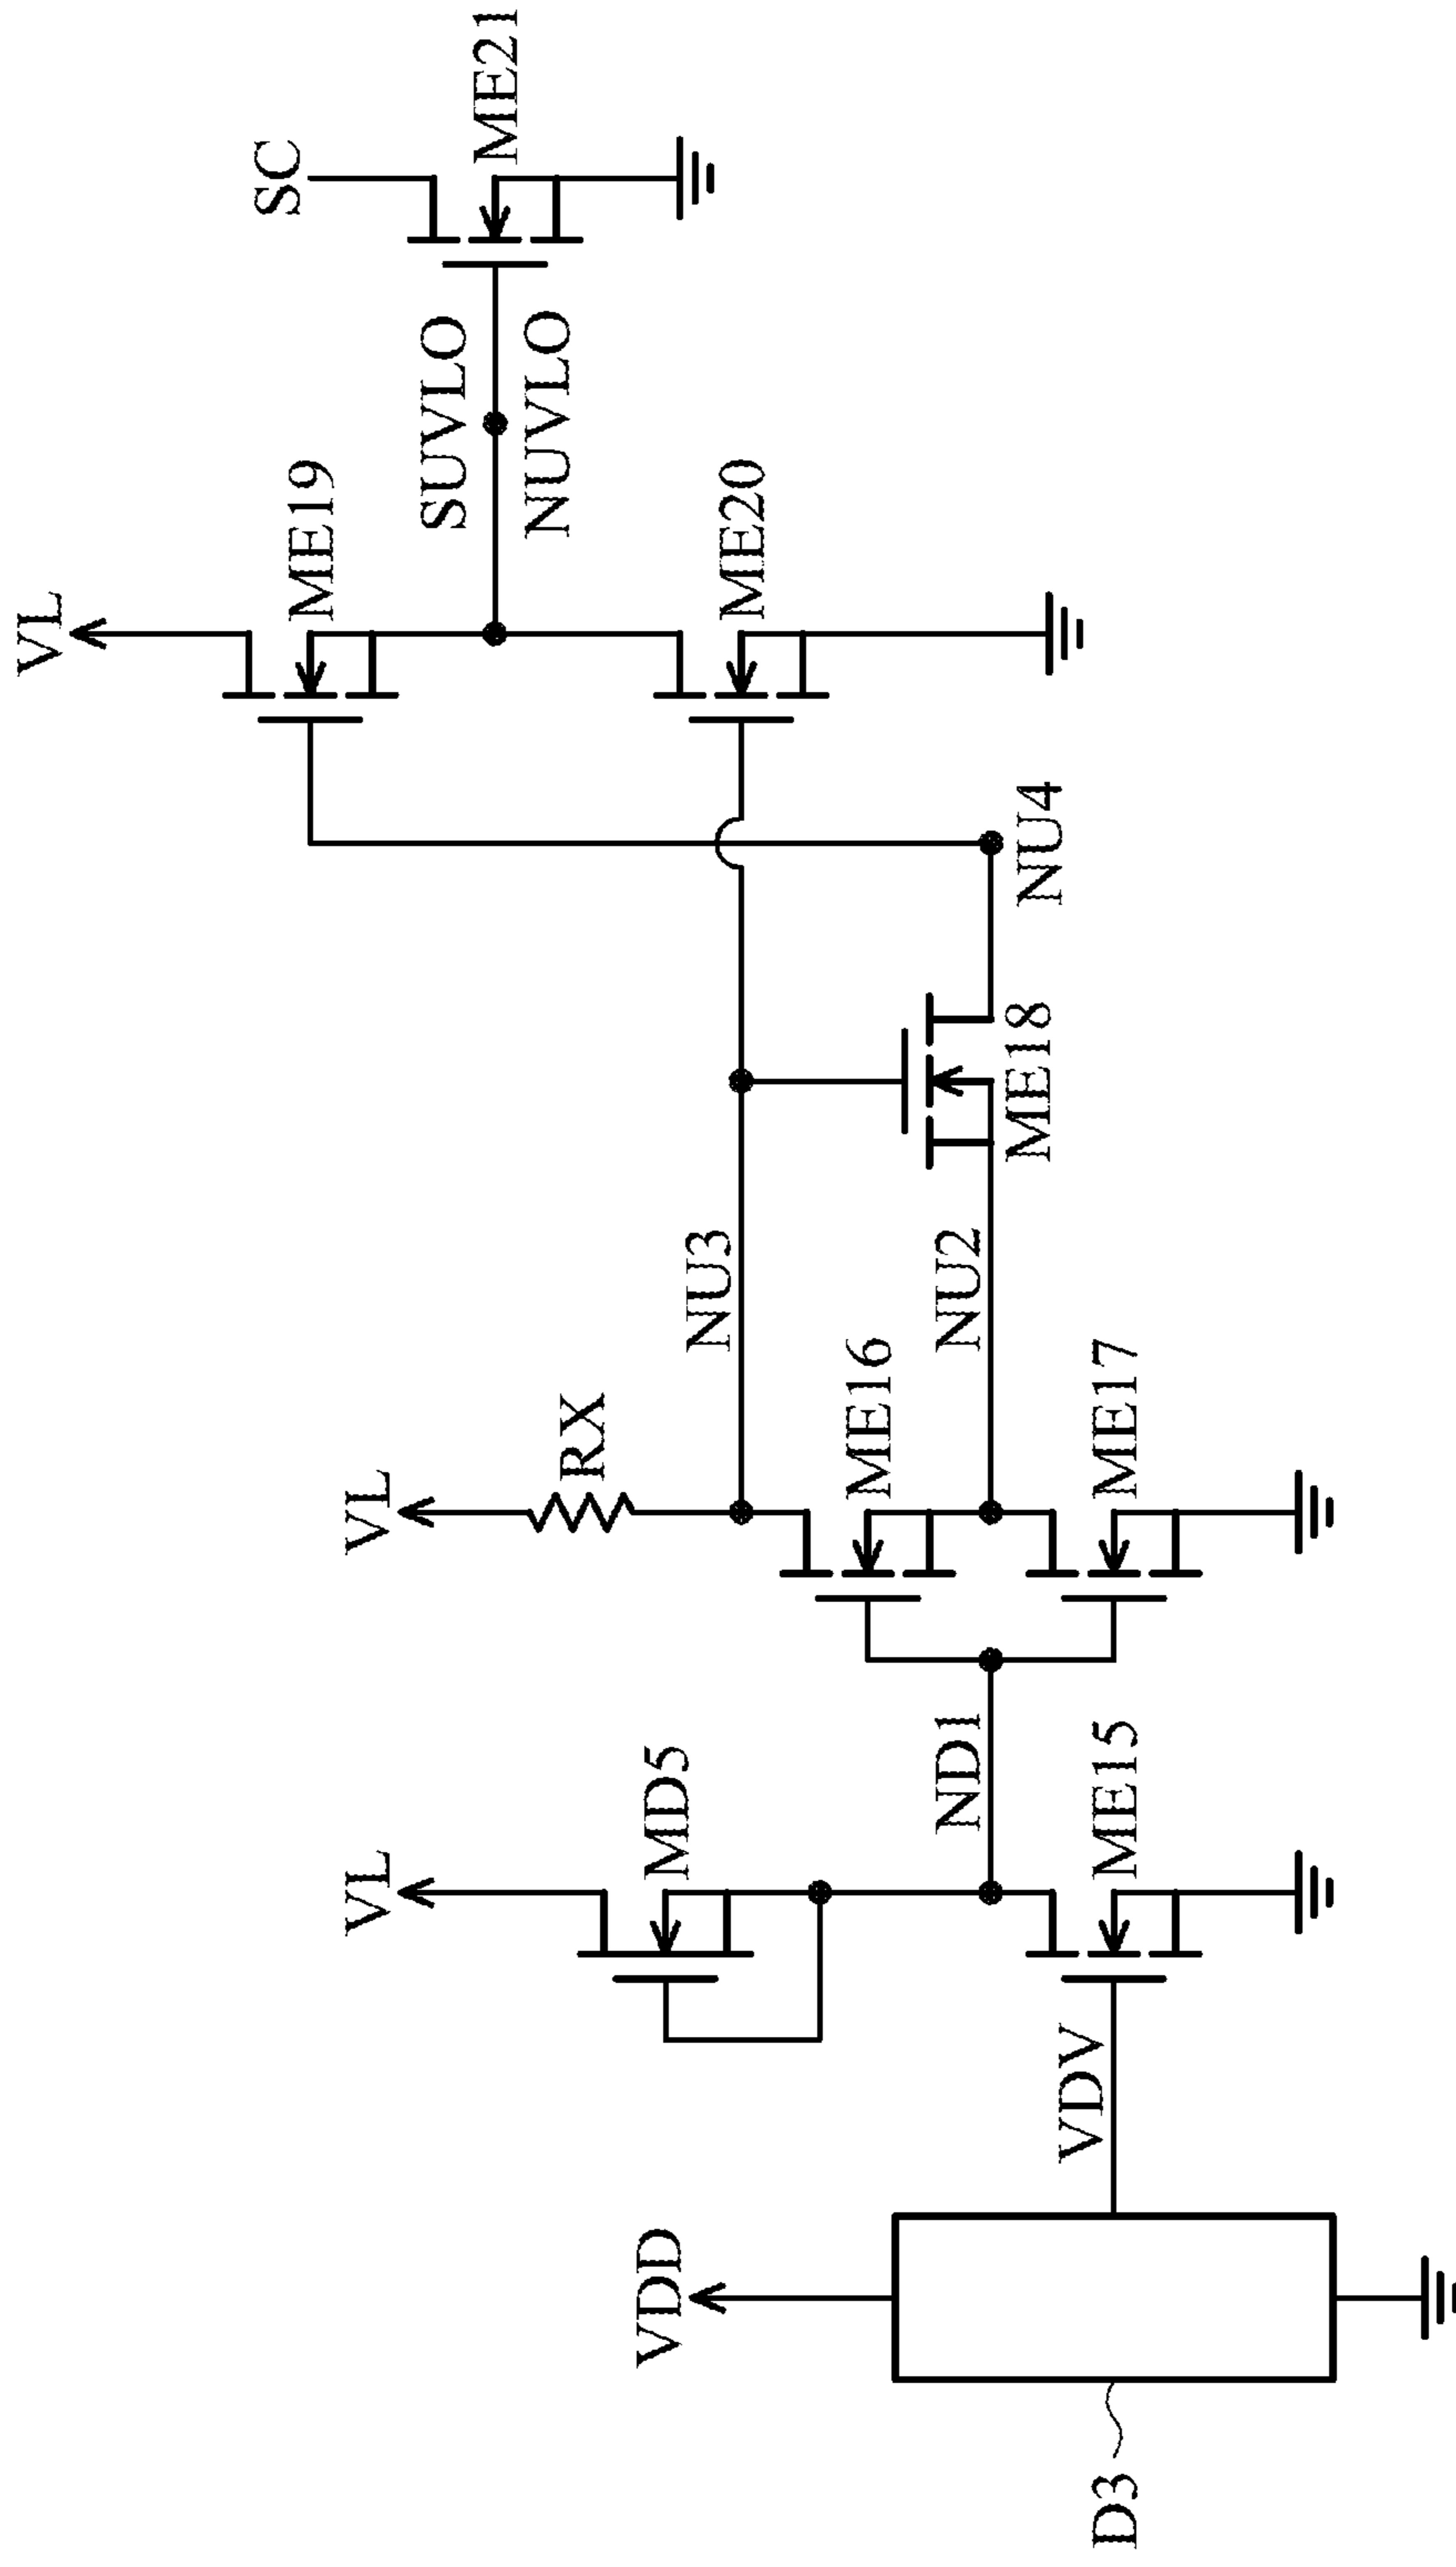 D3
VDD
VDV
VL
MD5
ME15
ND1
VL
RX
ME16
ME17
NU3
NU2
ME18
NU4
VL
ME19
ME20
SUVLO
NUVLO
SC
ME21